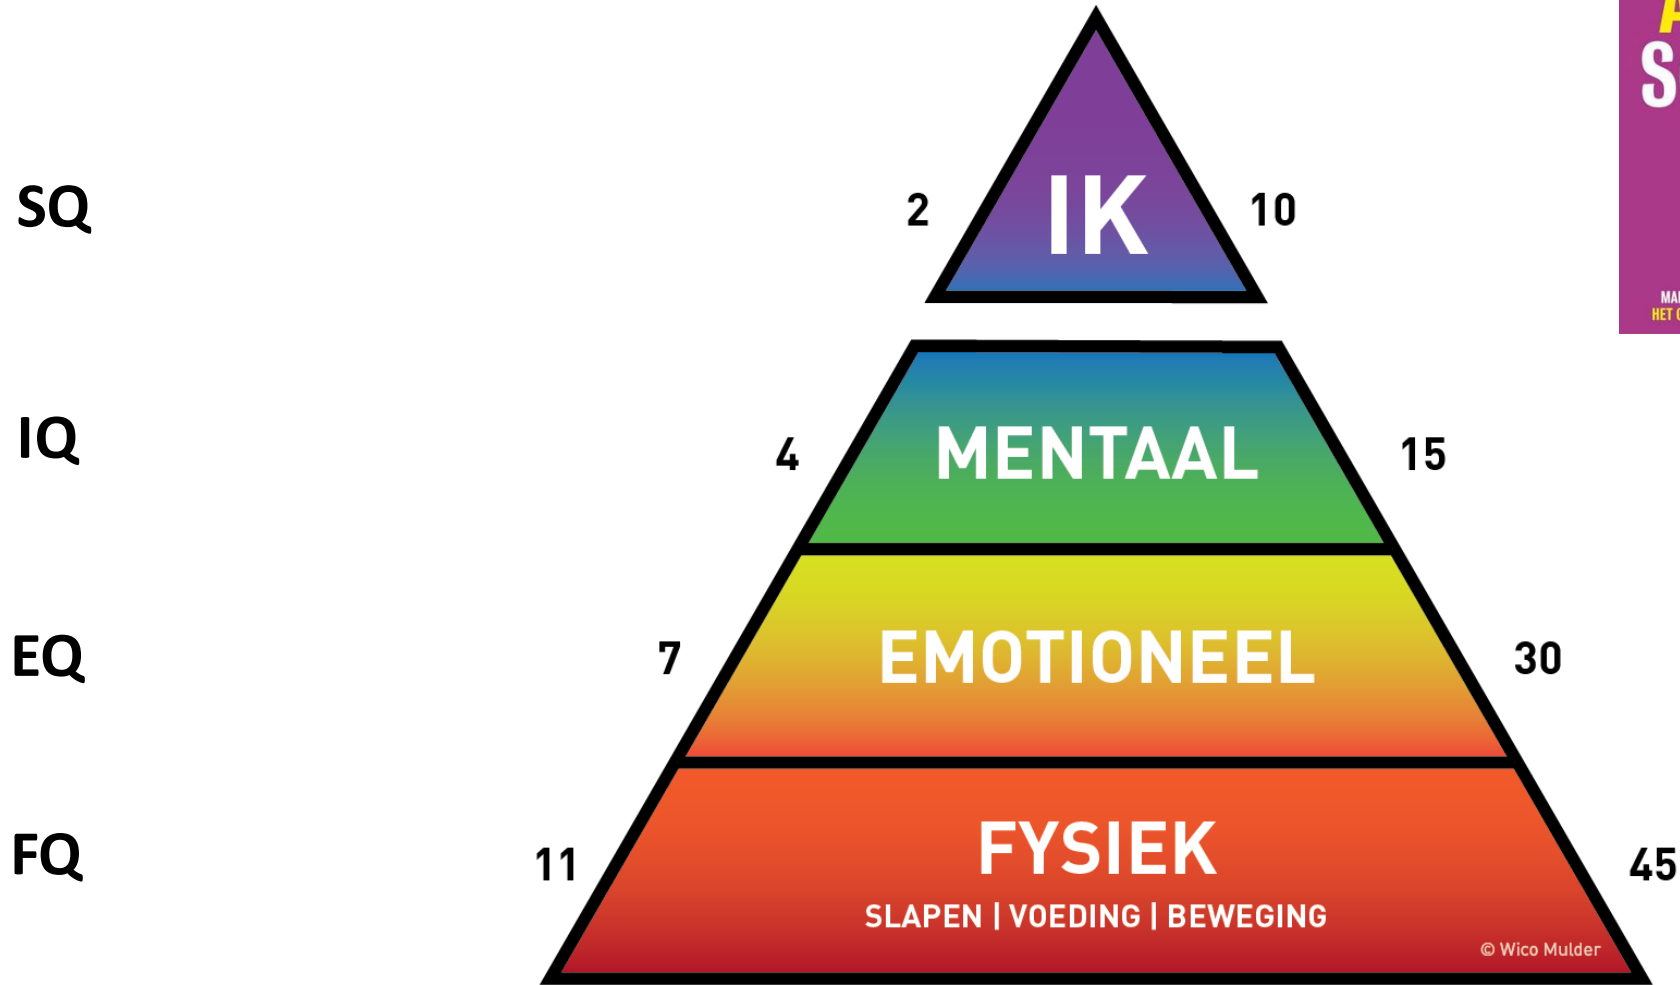 SQ
2
IK
10
IQ
4
MENTAAL
15
EQ
7
EMOTIONEEL
30
FQ
11
FYSIEK
45
SLAPEN | VOEDING | BEWEGING
© Wico Mulder
HET